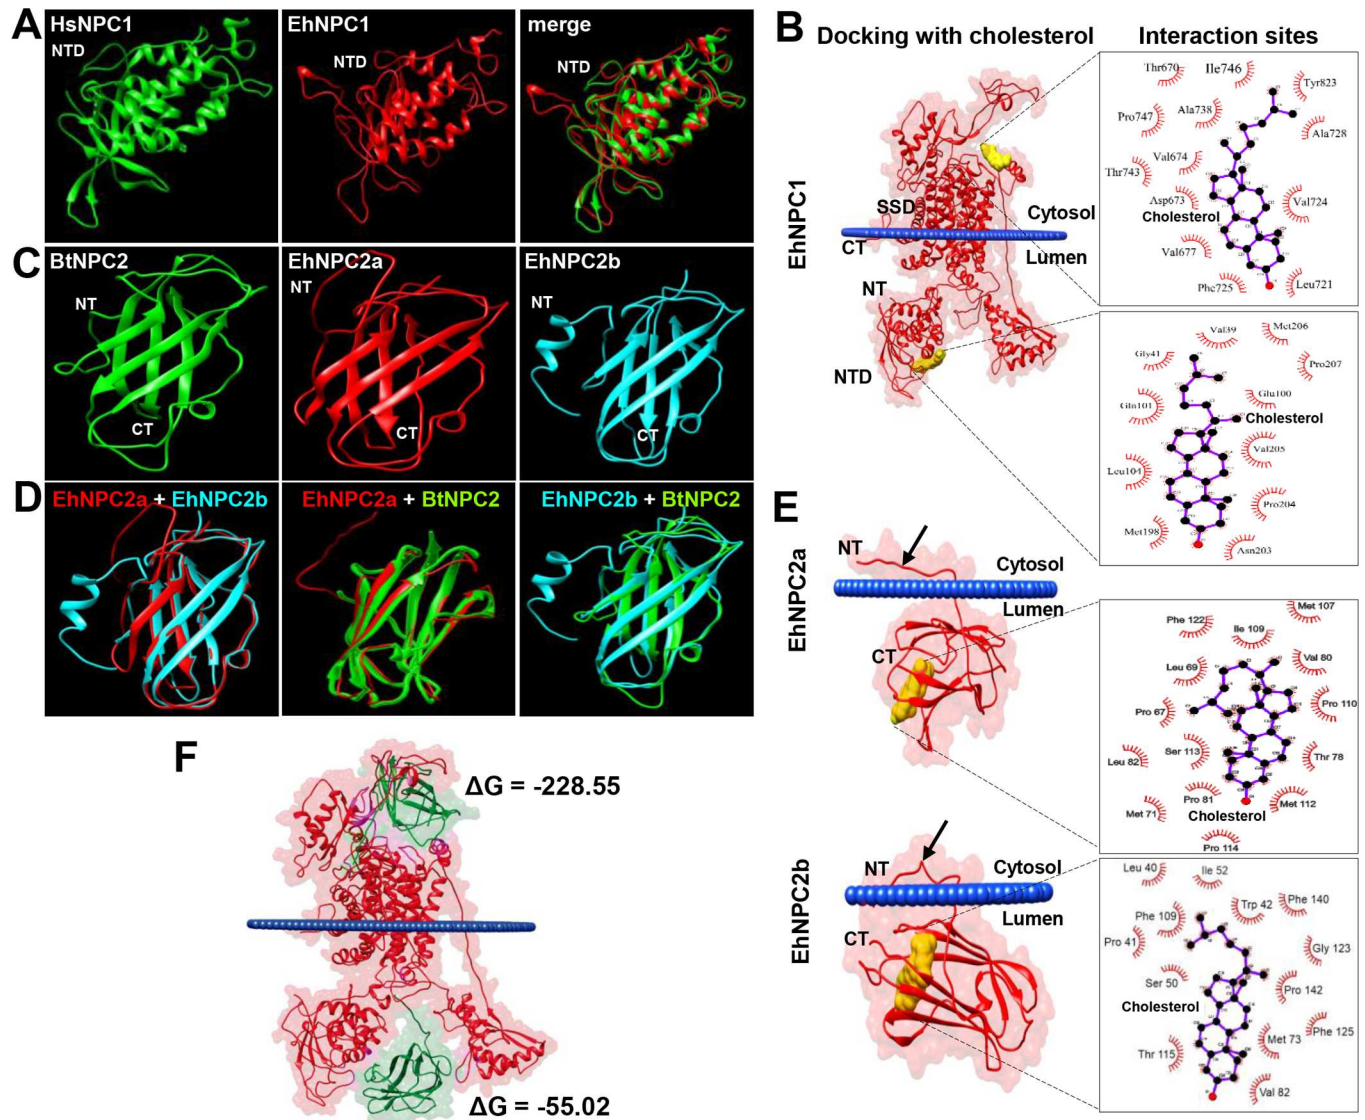 A
HsNPC1
NTD
EhNPC1
NTD
merge
NTD
B
Docking with cholesterol
Interaction sites
EhNPC1
SSD
Cytosol
CT
Lumen
NT
NTD
Thr670
Ile746
Tyr823
Pro747
Ala738
Ala728
Val674
Thr743
Asp673
Val724
Cholesterol
Val677
Phe725
Leu721
Val39
Met206
Gly41
Pro207
Glu100
Gln101
Cholesterol
Val205
Leu104
Pro204
Met198
Asn203
C
BtNPC2
NT
CT
EhNPC2a
NT
CT
EhNPC2b
NT
CT
D
EhNPC2a + EhNPC2b
EhNPC2a + BtNPC2
EhNPC2b + BtNPC2
E
EhNPC2a
NT
Cytosol
Lumen
CT
Met 107
Phe 122
Ile 109
Leu 69
Val 80
Pro 67
Pro 110
Ser 113
Leu 82
Thr 78
Pro 81
Met 112
Met 71
Cholesterol
Pro 114
EhNPC2b
NT
Cytosol
Lumen
CT
Leu 40
Ile 52
Trp 42
Phe 140
Phe 109
Pro 41
Gly 123
Ser 50
Pro 142
Cholesterol
Phe 125
Met 73
Thr 115
Val 82
F
ΔG = -228.55
ΔG = -55.02